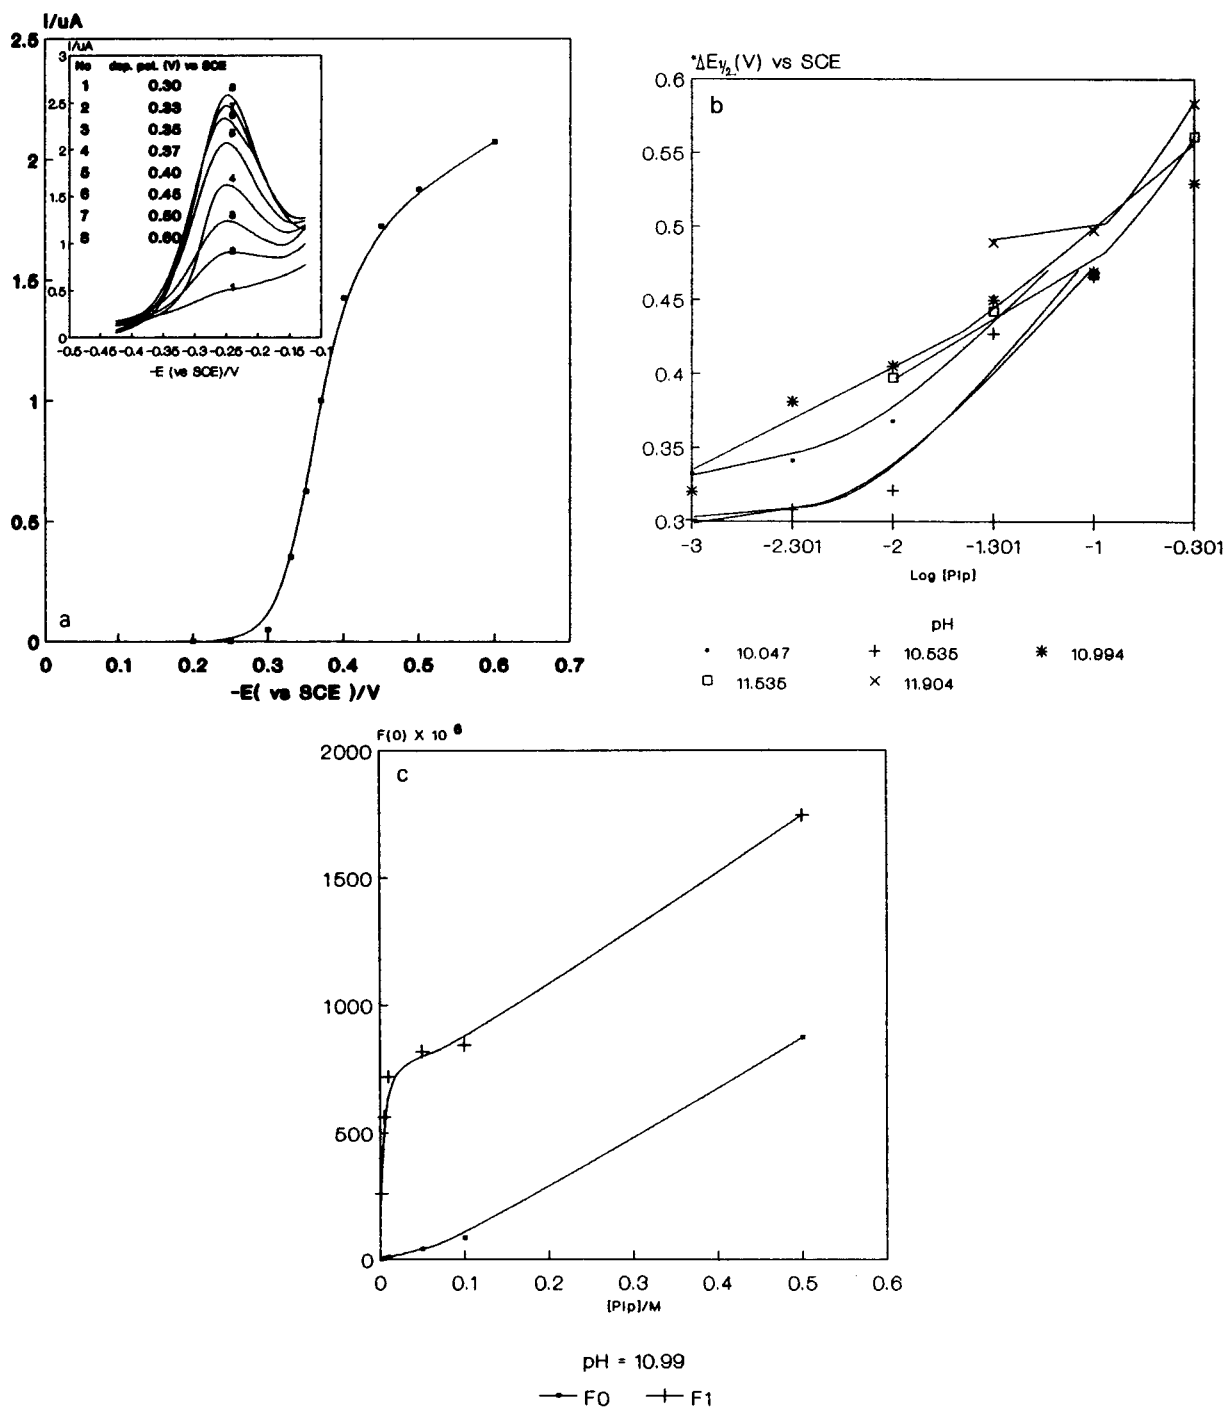 I/uA
2.5
2
1.5
1
0.5
0
0 0.1 0.2 0.3 0.4 0.5 0.6 0.7
-E( vs SCE )/V
a
I/uA
3
2.5
2
1.5
1
0.5
0
No dep. pot. (V) vs SCE
1 0.30
2 0.33
3 0.35
4 0.37
5 0.40
6 0.45
7 0.50
8 0.60
8
7
6
5
4
3
2
1
-0.5 -0.45 -0.4 -0.35 -0.3 -0.25 -0.2 -0.15 -0.1
-E (vs SCE)/V
*ΔE½(V) vs SCE
b
0.6
0.55
0.5
0.45
0.4
0.35
0.3
-3 -2.301 -2 -1.301 -1 -0.301
Log [Pip]
pH
10.047 10.535 10.994
11.535 11.904
F(0) X 10 6
c
2000
1500
1000
500
0
0 0.1 0.2 0.3 0.4 0.5 0.6
[Pip]/M
pH = 10.99
F0 F1